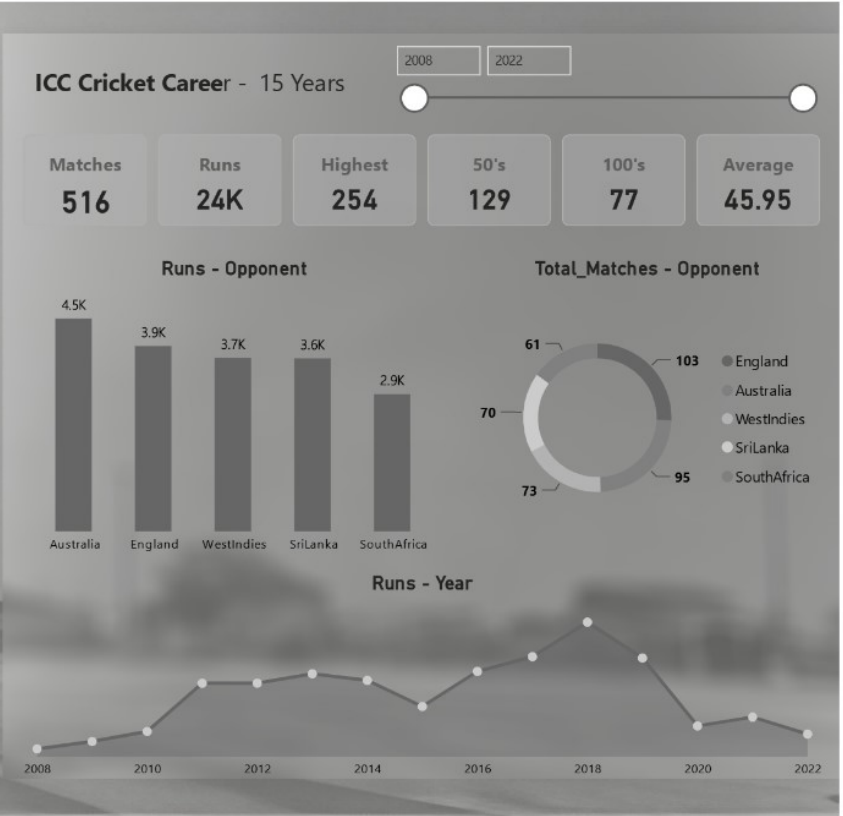 2008 2022
ICC Cricket Career - 15 Years
Matches Runs Highest 50's 100's Average
516 24K 254 129 77 45.95
Runs - Opponent
4.5K
3.9K
3.7K
3.6K
2.9K
Australia England WestIndies SriLanka SouthAfrica
Total_Matches - Opponent
61
103
70
95
73
England
Australia
WestIndies
SriLanka
SouthAfrica
Runs - Year
2008 2010 2012 2014 2016 2018 2020 2022